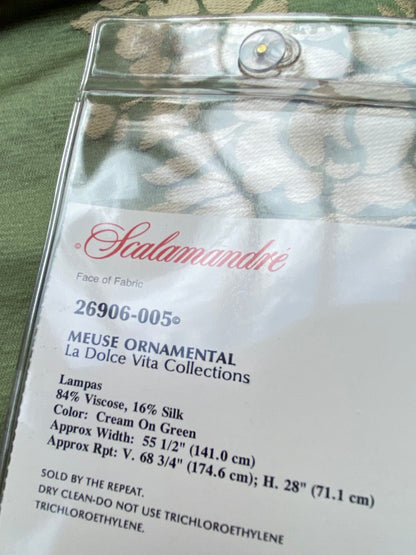 © Scalamandré
Face of Fabric
26906-005©
MEUSE ORNAMENTAL
La Dolce Vita Collections
Lampas
84% Viscose, 16% Silk
Color: Cream On Green
Approx Width: 55 1/2" (141.0 cm)
Approx Rpt: V. 68 3/4" (174.6 cm); H. 28" (71.1 cm)
SOLD BY THE REPEAT.
DRY CLEAN-DO NOT USE TRICHLOROETHYLENE
TRICHLOROETHYLENE.